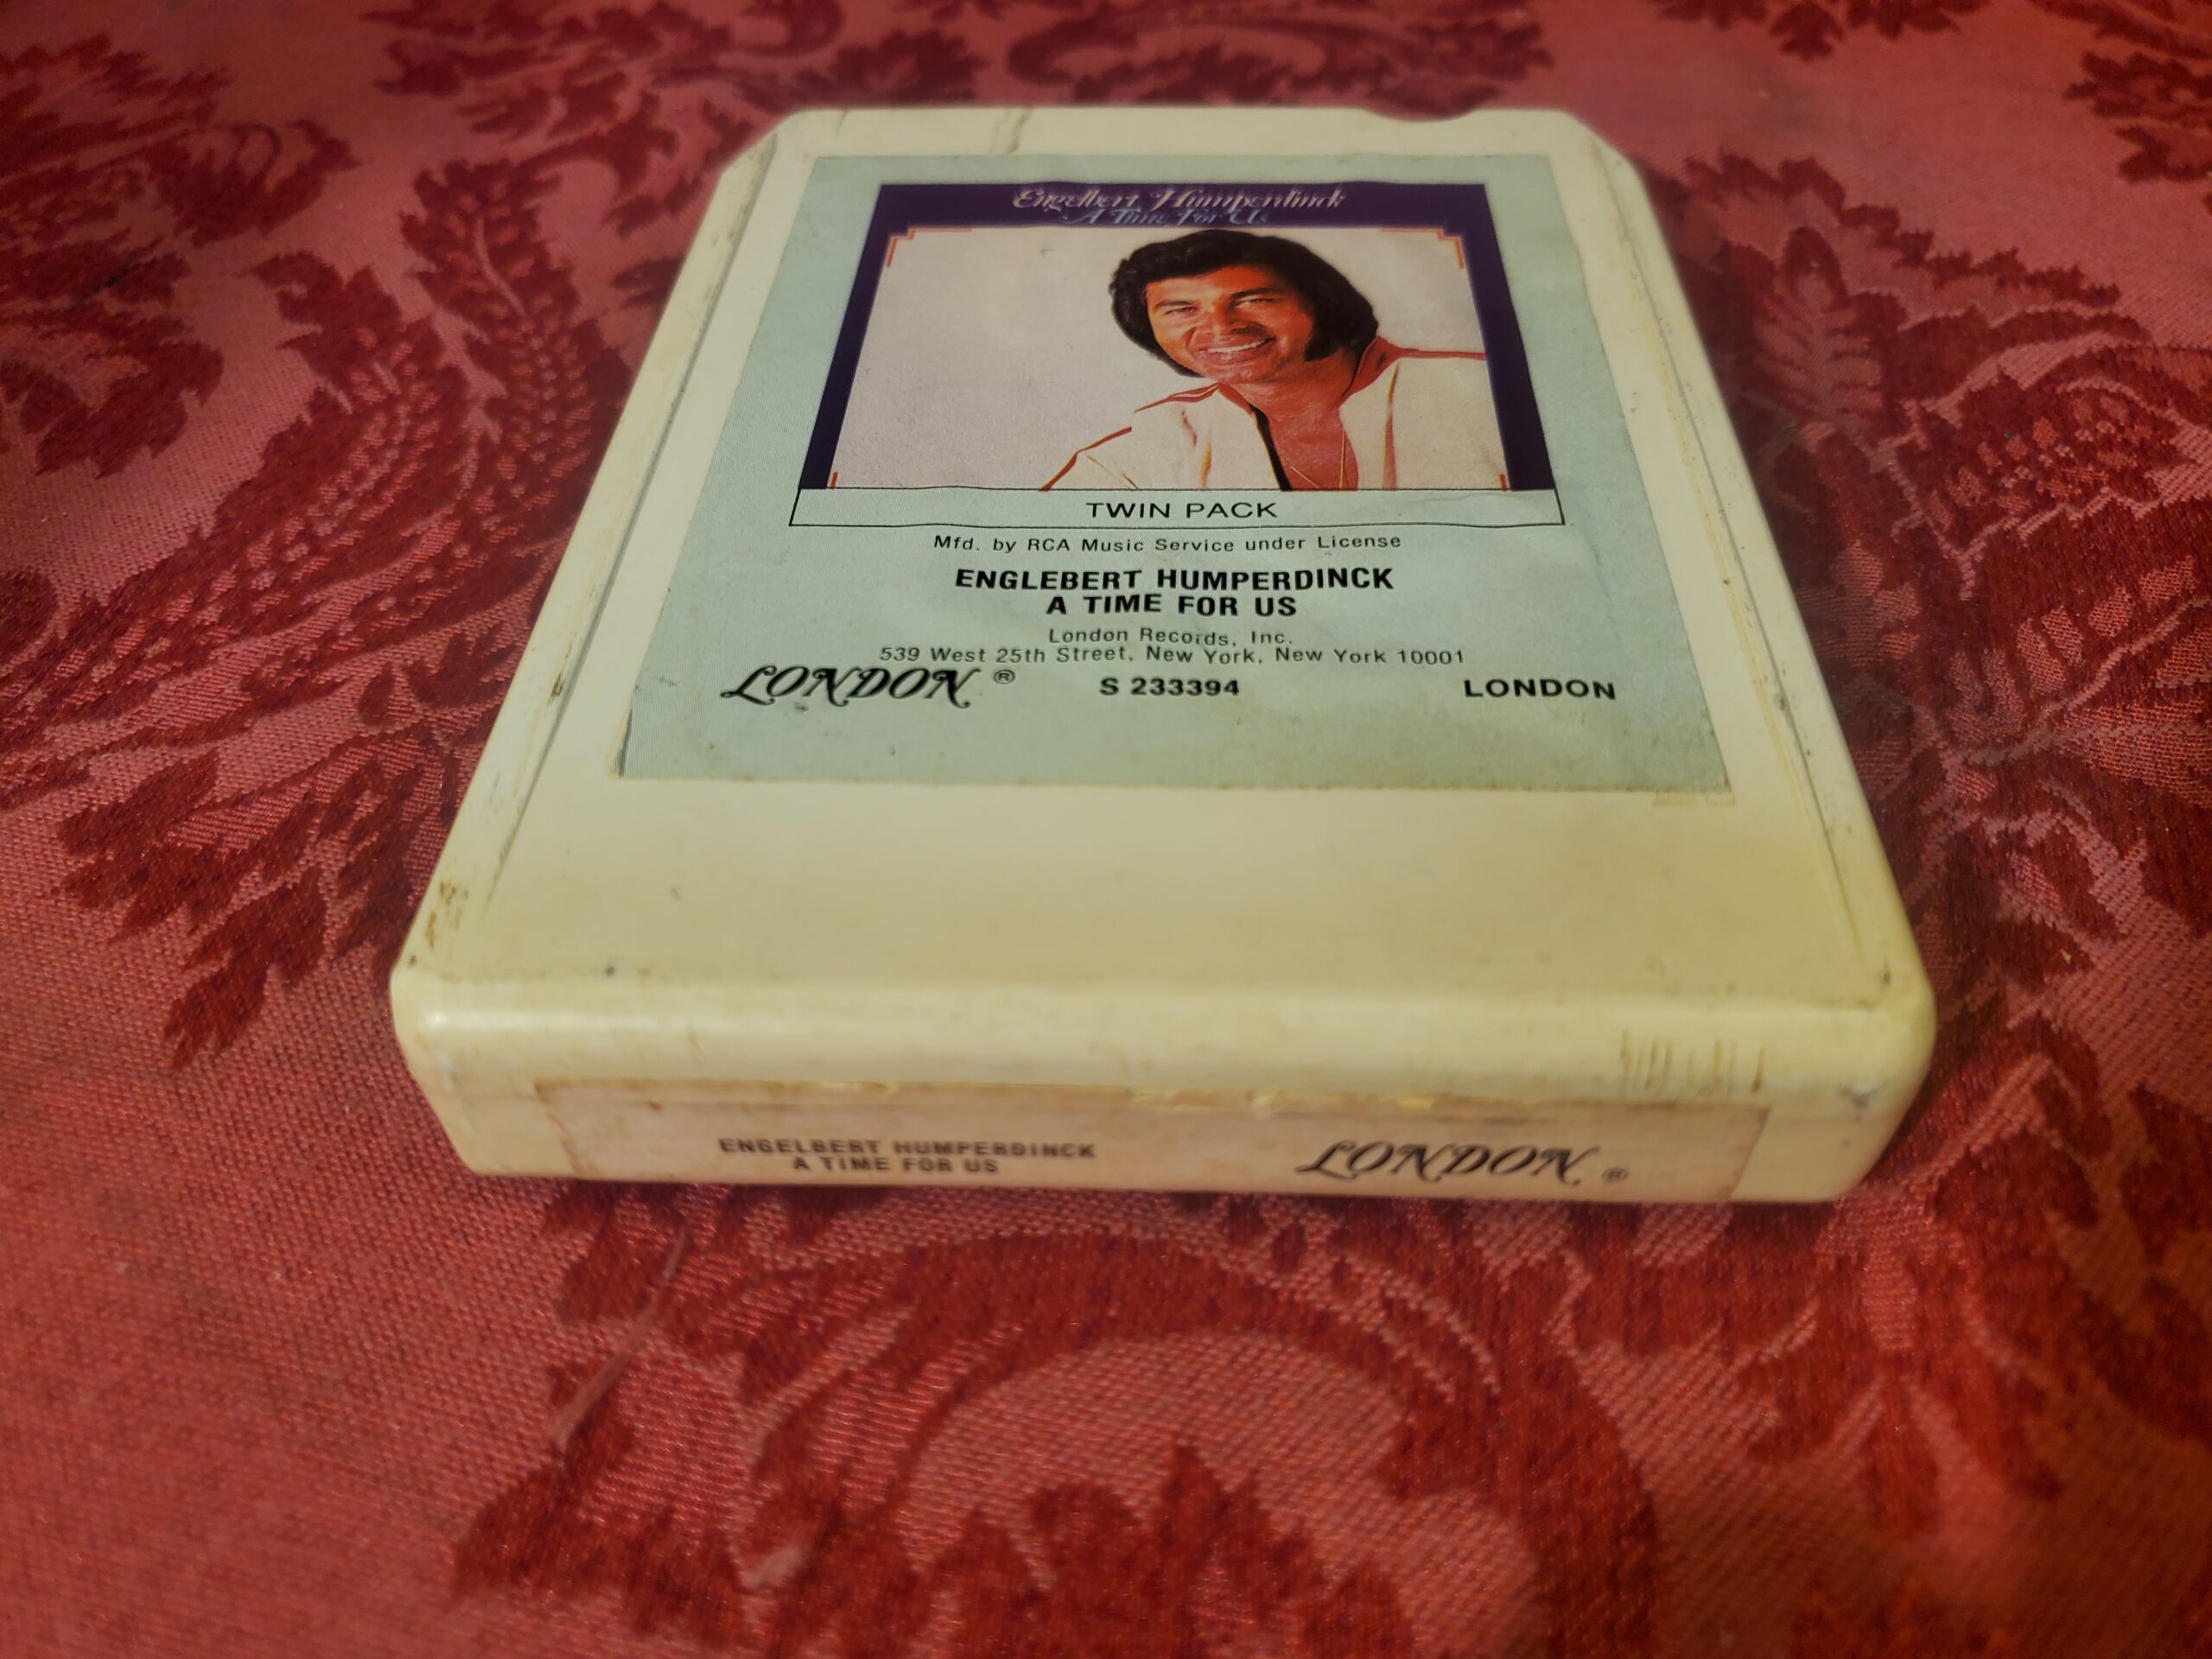 Engelbert Humperdinck
A Time For Us
TWIN PACK
Mfd. by RCA Music Service under License
ENGLEBERT HUMPERDINCK
A TIME FOR US
London Records, Inc.
539 West 25th Street, New York, New York 10001
LONDON ® S 233394 LONDON
ENGELBERT HUMPERDINCK
A TIME FOR US
LONDON ®